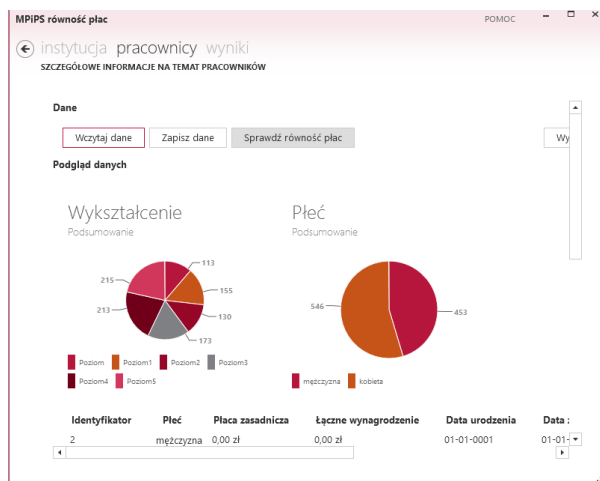 MPiPS równość płac POMOC
instytucja pracownicy wyniki
SZCZEGÓŁOWE INFORMACJE NA TEMAT PRACOWNIKÓW
Dane
Wczytaj dane Zapisz dane Sprawdź równość płac Wy
Podgląd danych
Wykształcenie Płeć
Podsumowanie Podsumowanie
113
215
155
546
453
213
130
173
Poziom Poziom1 Poziom2 Poziom3
Poziom4 Poziom5 mężczyzna kobieta
Identyfikator Płeć Płaca zasadnicza Łączne wynagrodzenie Data urodzenia Data :
2 mężczyzna 0,00 zł 0,00 zł 01-01-0001 01-01-